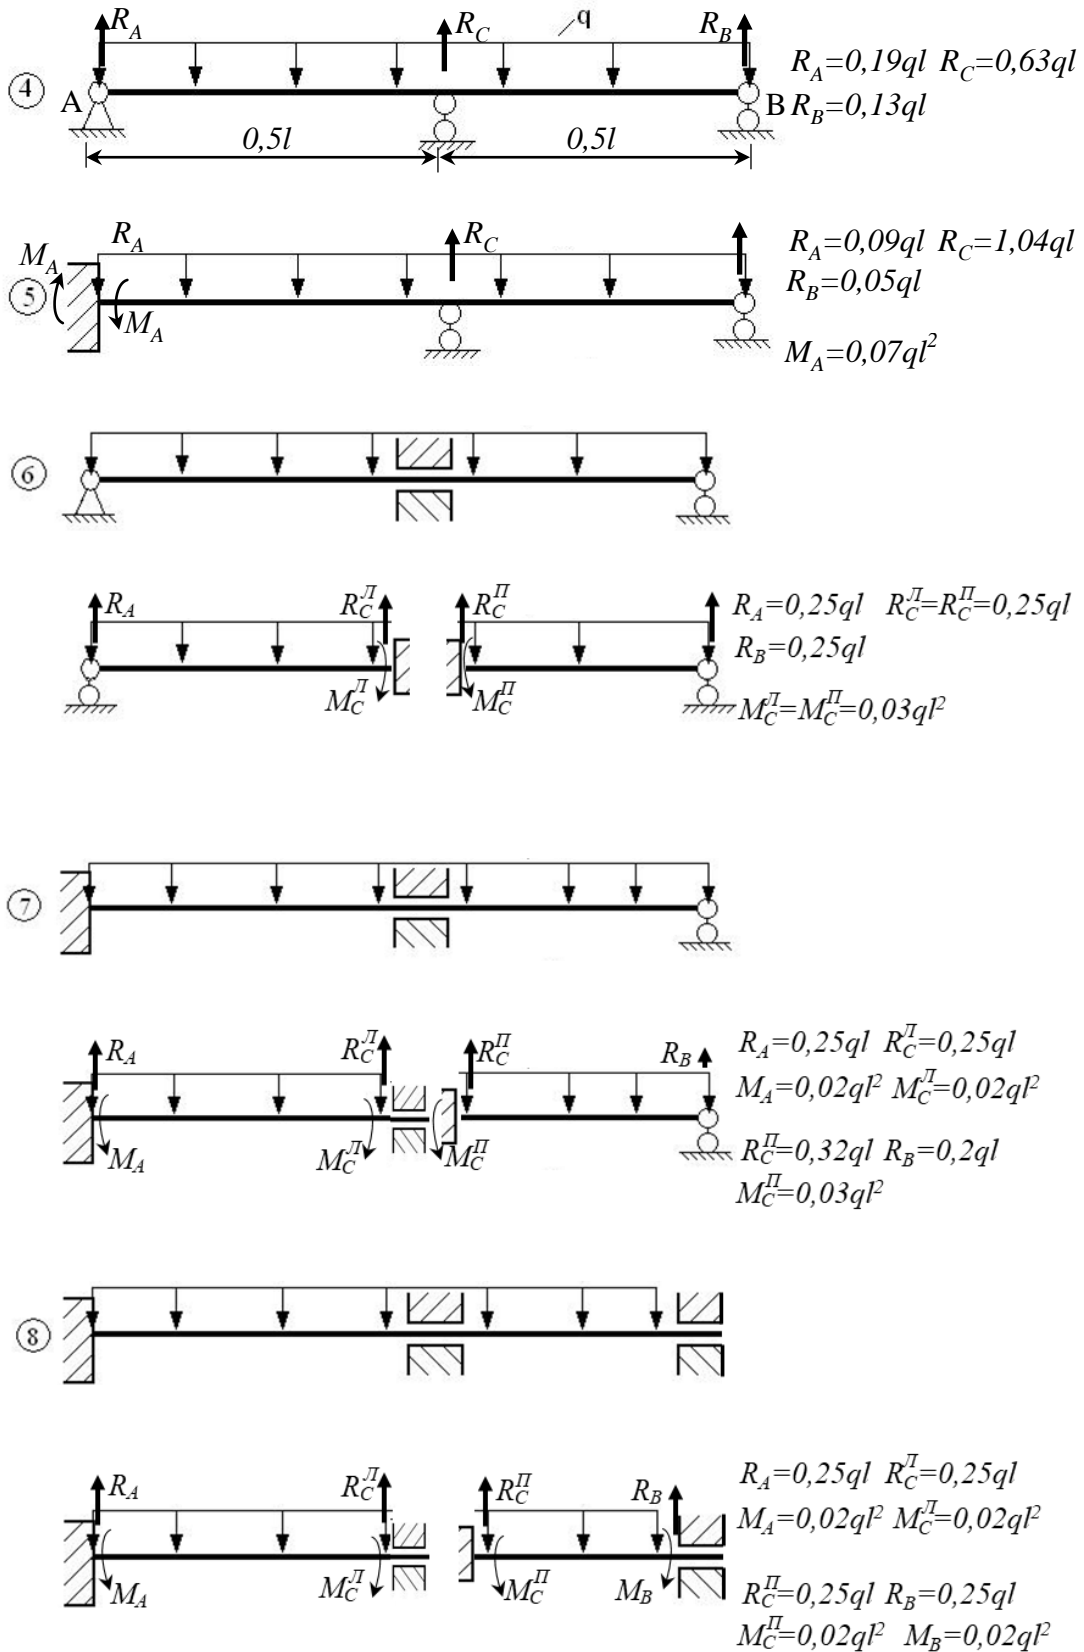 R_A R_C q R_B
R_A=0,19ql R_C=0,63ql
4 A B R_B=0,13ql
0,5l 0,5l
R_A R_C
R_A=0,09ql R_C=1,04ql
M_A
R_B=0,05ql
5 M_A
M_A=0,07ql²
6
R_A R_C^Л R_C^П
R_A=0,25ql R_C^Л=R_C^П=0,25ql
R_B=0,25ql
M_C^Л M_C^П
M_C^Л=M_C^П=0,03ql²
7
R_A R_C^Л R_C^П R_B
R_A=0,25ql R_C^Л=0,25ql
M_A=0,02ql² M_C^Л=0,02ql²
M_A M_C^Л M_C^П
R_C^П=0,32ql R_B=0,2ql
M_C^П=0,03ql²
8
R_A R_C^Л R_C^П R_B
R_A=0,25ql R_C^Л=0,25ql
M_A=0,02ql² M_C^Л=0,02ql²
M_A M_C^Л M_C^П M_B
R_C^П=0,25ql R_B=0,25ql
M_C^П=0,02ql² M_B=0,02ql²